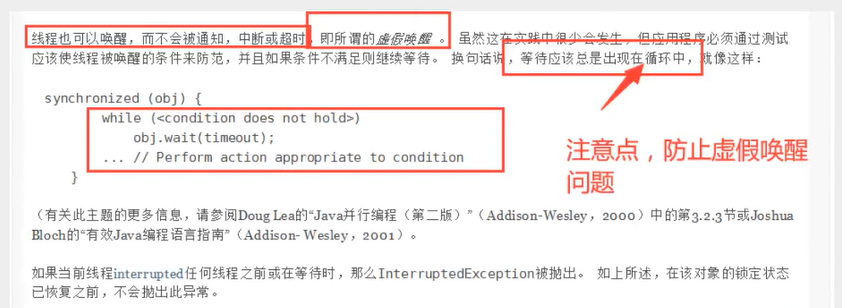 线程也可以唤醒，而不会被通知，中断或超时，即所谓的虚假唤醒 。 虽然这在实践中很少会发生，但应用程序必须通过测试
应该使线程被唤醒的条件来防范，并且如果条件不满足则继续等待。 换句话说，等待应该总是出现在循环中，就像这样：
synchronized (obj) {
while (<condition does not hold>)
obj.wait(timeout);
... // Perform action appropriate to condition
}
注意点，防止虚假唤醒
问题
（有关此主题的更多信息，请参阅Doug Lea的“Java并行编程（第二版）”（Addison-Wesley，2000）中的第3.2.3节或Joshua
Bloch的“有效Java编程语言指南”（Addison- Wesley，2001）。
如果当前线程interrupted任何线程之前或在等待时，那么InterruptedException被抛出。 如上所述，在该对象的锁定状态
已恢复之前，不会抛出此异常。